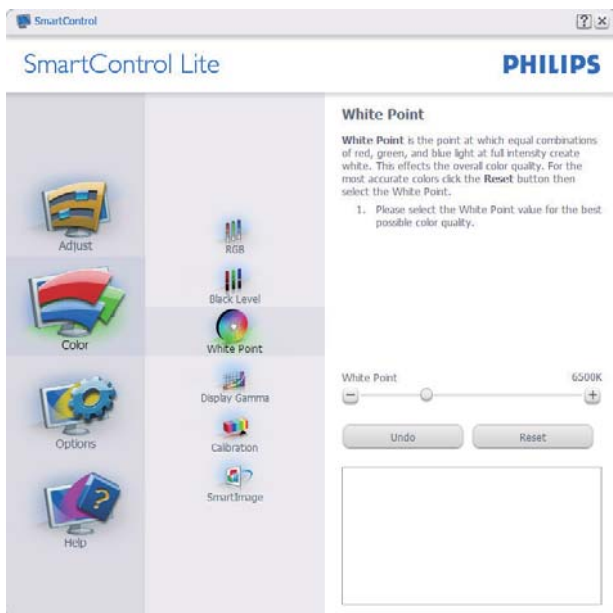 SmartControl
SmartControl Lite
PHILIPS
Adjust
Color
Options
Help
RGB
Black Level
White Point
Display Gamma
Calibration
SmartImage
White Point
White Point is the point at which equal combinations
of red, green, and blue light at full intensity create
white. This effects the overall color quality. For the
most accurate colors click the Reset button then
select the White Point.
1. Please select the White Point value for the best
possible color quality.
White Point 6500K
Undo Reset